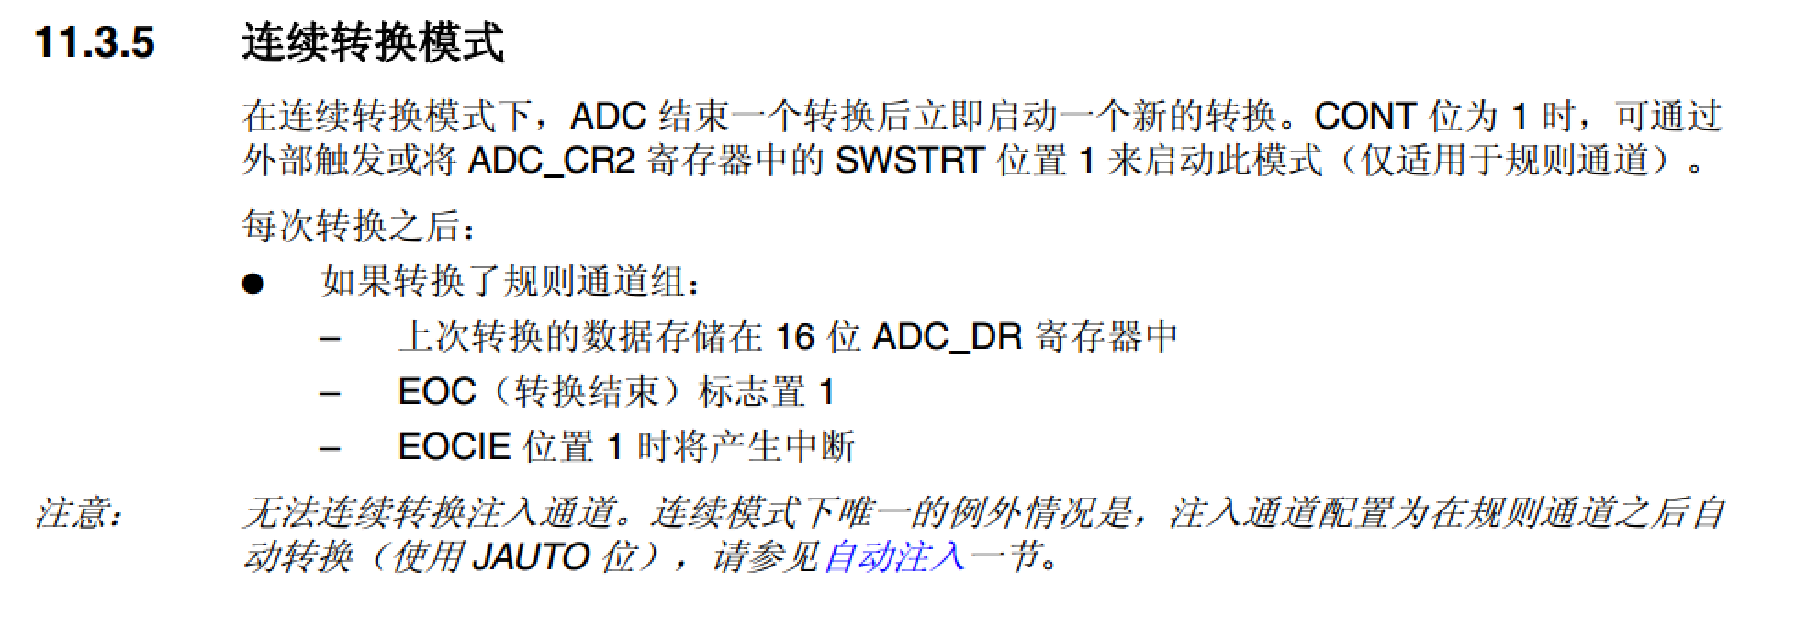 11.3.5 连续转换模式
在连续转换模式下，ADC 结束一个转换后立即启动一个新的转换。CONT 位为 1 时，可通过
外部触发或将 ADC_CR2 寄存器中的 SWSTRT 位置 1 来启动此模式（仅适用于规则通道）。
每次转换之后：
● 如果转换了规则通道组：
– 上次转换的数据存储在 16 位 ADC_DR 寄存器中
– EOC（转换结束）标志置 1
– EOCIE 位置 1 时将产生中断
注意： 无法连续转换注入通道。连续模式下唯一的例外情况是，注入通道配置为在规则通道之后自
动转换（使用 JAUTO 位），请参见自动注入一节。